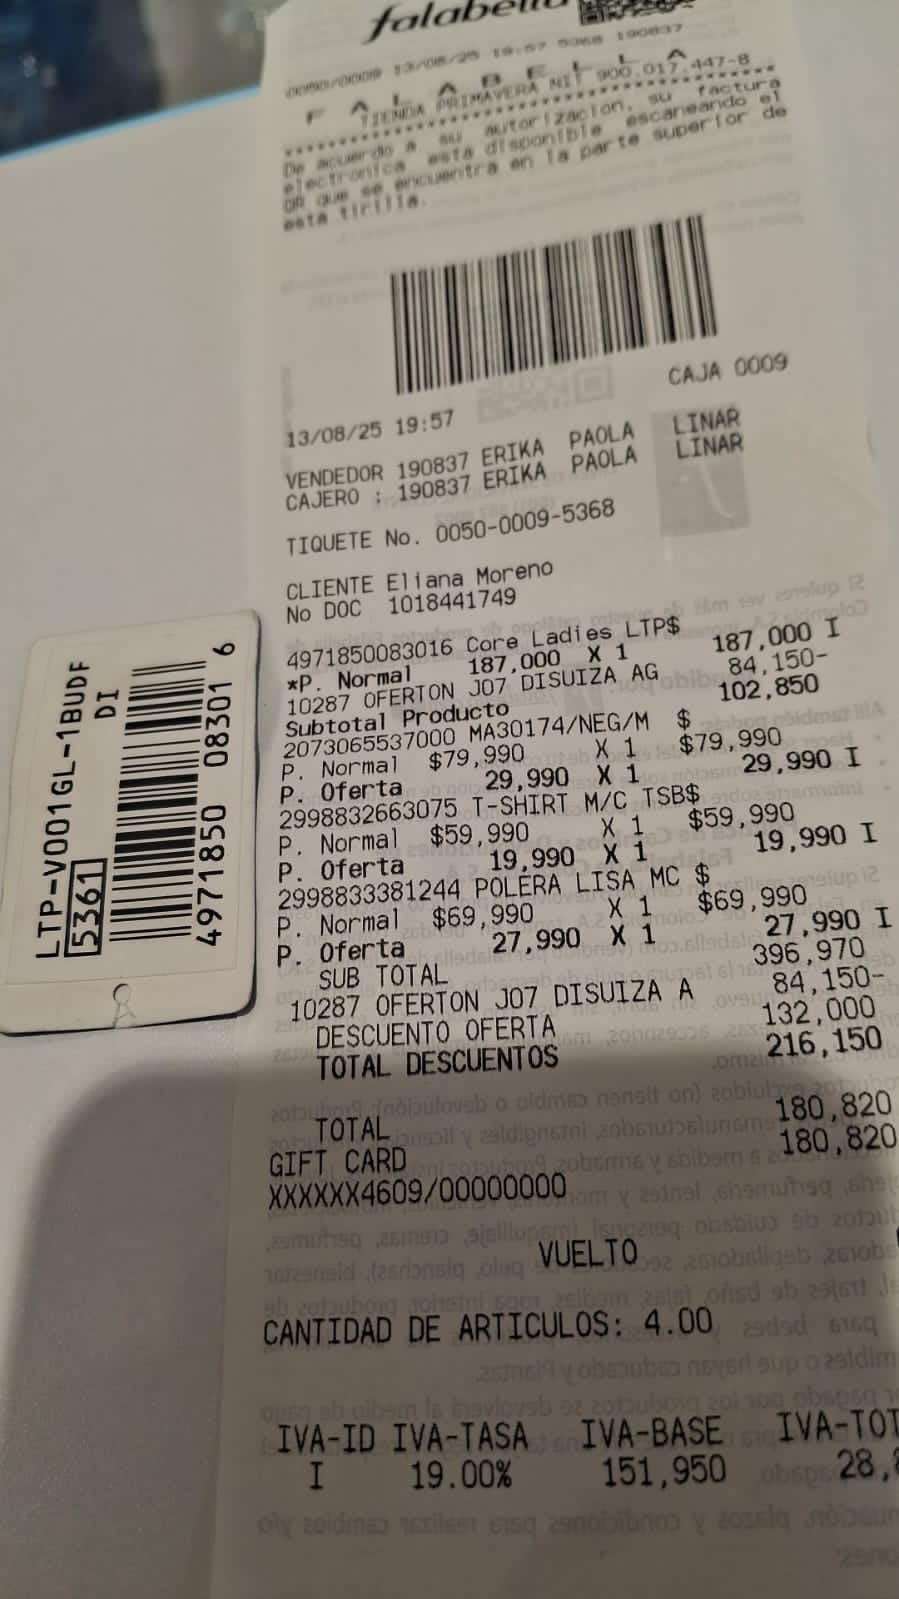 falabella
0050/0009 13/08/25 19:57 5368 190837
F A L A B E L L A
TIENDA PRIMAVERA NIT 900.017.447-8
De acuerdo a su autorizacion, su factura
electronica esta disponible escaneando el
QR que se encuentra en la parte superior de
esta tirilla.
CAJA 0009
13/08/25 19:57
VENDEDOR 190837 ERIKA PAOLA LINAR
CAJERO : 190837 ERIKA PAOLA LINAR
TIQUETE No. 0050-0009-5368
CLIENTE Eliana Moreno
No DOC 1018441749
4971850083016 Core Ladies LTP$
*P. Normal 187,000 X 1 187,000 I
10287 OFERTON JO7 DISUIZA AG 84,150-
Subtotal Producto 102,850
2073065537000 MA30174/NEG/M $
P. Normal $79,990 X 1 $79,990
P. Oferta 29,990 X 1 29,990 I
2998832663075 T-SHIRT M/C TSB$
P. Normal $59,990 X 1 $59,990
P. Oferta 19,990 X 1 19,990 I
2998833381244 POLERA LISA MC $
P. Normal $69,990 X 1 $69,990
P. Oferta 27,990 X 1 27,990 I
SUB TOTAL 396,970
10287 OFERTON JO7 DISUIZA A 84,150-
DESCUENTO OFERTA 132,000
TOTAL DESCUENTOS 216,150
TOTAL 180,820
GIFT CARD 180,820
XXXXXX4609/00000000
VUELTO
CANTIDAD DE ARTICULOS: 4.00
IVA-ID IVA-TASA IVA-BASE IVA-TOT
I 19.00% 151,950 28,
LTP-V001GL-1BUDF
DI
5361
4971850 08301 6